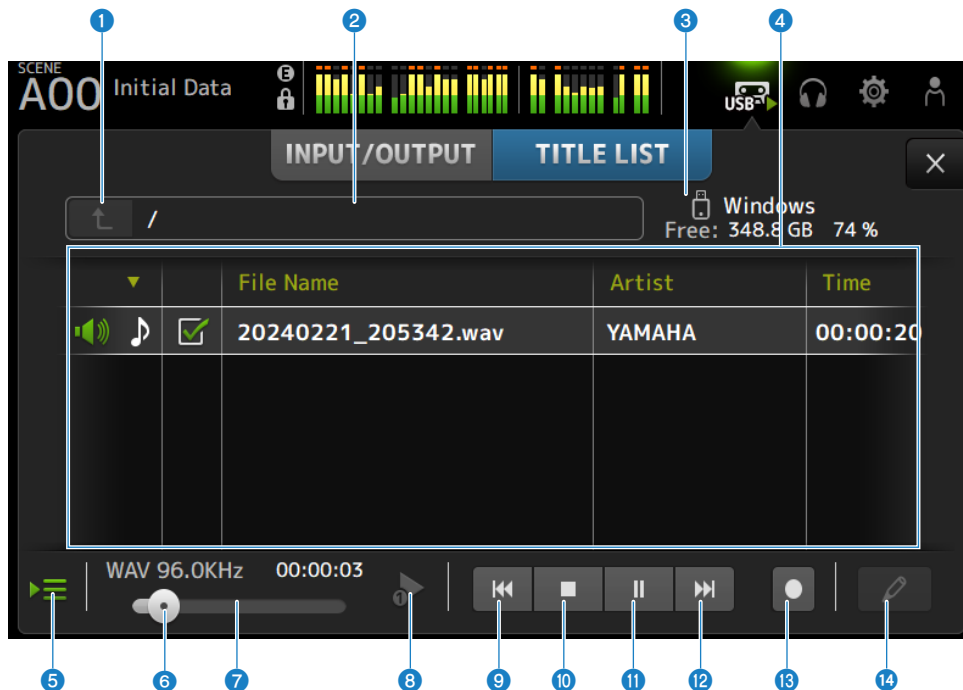 1 2 3 4
SCENE
A00 Initial Data E USB
INPUT/OUTPUT TITLE LIST
/ Windows
Free: 348.8 GB 74 %
File Name Artist Time
20240221_205342.wav YAMAHA 00:00:20
WAV 96.0KHz 00:00:03
1
5 6 7 8 9 10 11 12 13 14